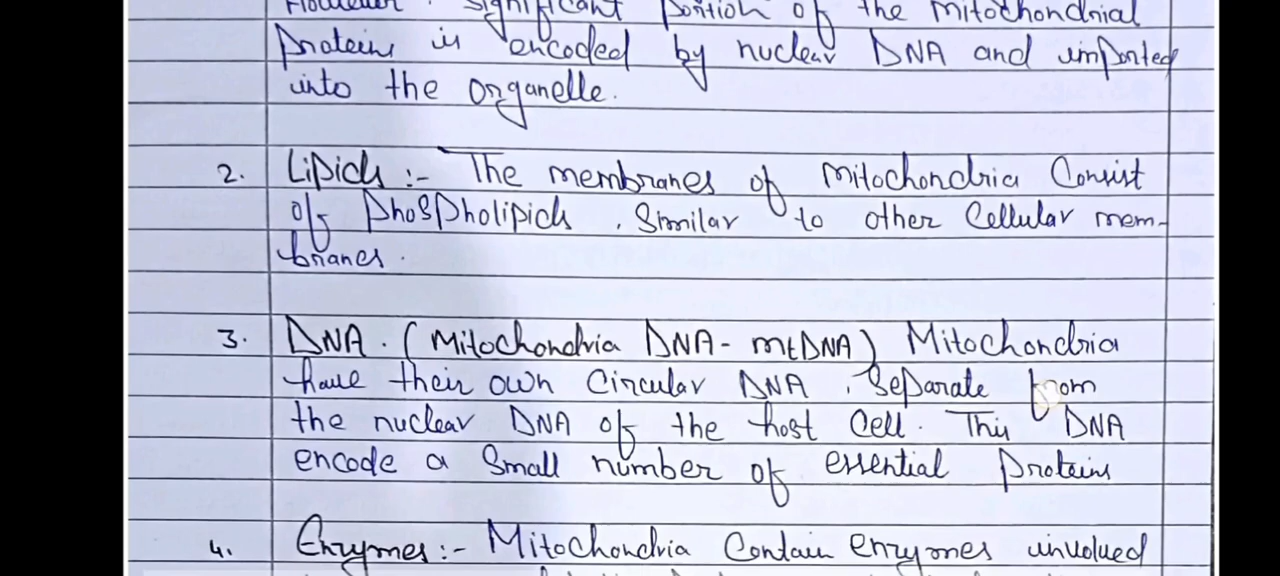 However. Significant portion of the mitochondrial
Proteins is encoded by nuclear DNA and imported
into the organelle.
2. Lipids :- The membranes of Mitochondria Consist
of phospholipids, Similar to other Cellular mem-
branes.
3. DNA. (Mitochondria DNA- mtDNA) Mitochondria
have their own Circular DNA, Separate from
the nuclear DNA of the host Cell. This DNA
encode a Small number of essential Proteins
4. Enzymes :- Mitochondria Contain enzymes involved